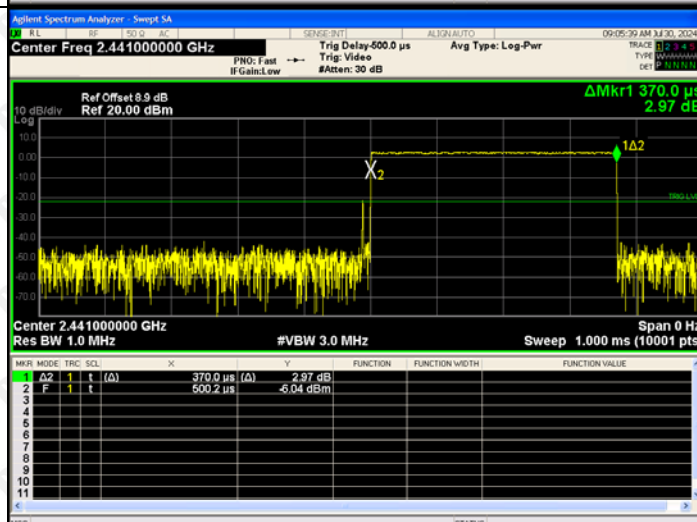 Agilent Spectrum Analyzer - Swept SA
RL RF 50 Ω AC SENSE:INT ALIGN AUTO 09:05:39 AM Jul 30, 2024
Center Freq 2.441000000 GHz
PNO: Fast
IFGain:Low
Trig Delay-500.0 µs
Trig: Video
#Atten: 30 dB
Avg Type: Log-Pwr
TRACE 1 2 3 4 5
TYPE
DET P N N N N
ΔMkr1 370.0 µs
2.97 dB
Ref Offset 8.9 dB
10 dB/div Ref 20.00 dBm
Log
10.0
0.00
-10.0
-20.0
-30.0
-40.0
-50.0
-60.0
-70.0
1Δ2
2
TRIG LVL
Center 2.441000000 GHz Span 0 Hz
Res BW 1.0 MHz #VBW 3.0 MHz Sweep 1.000 ms (10001 pts
MKR MODE TRC SCL X Y FUNCTION FUNCTION WIDTH FUNCTION VALUE
1 Δ2 1 t (Δ) 370.0 µs (Δ) 2.97 dB
2 F 1 t 500.2 µs -6.04 dBm
3
4
5
6
7
8
9
10
11
MSG STATUS